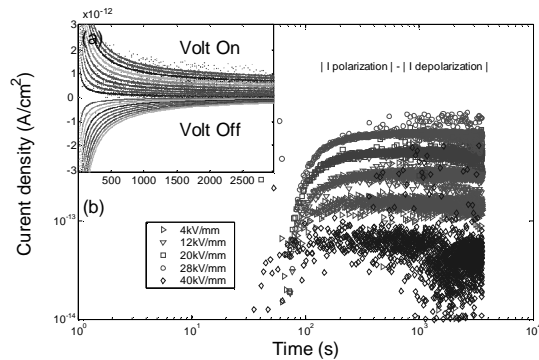 x10-12
3
(a)
Volt On
2
1
0
-1
Volt Off
-2
-3
500 1000 1500 2000 2500
| I polarization | - | I depolarization |
(b)
10-13
10-14
4kV/mm
12kV/mm
20kV/mm
28kV/mm
40kV/mm
100 101 102 103 104
Time (s)
Curent density (A/cm2)